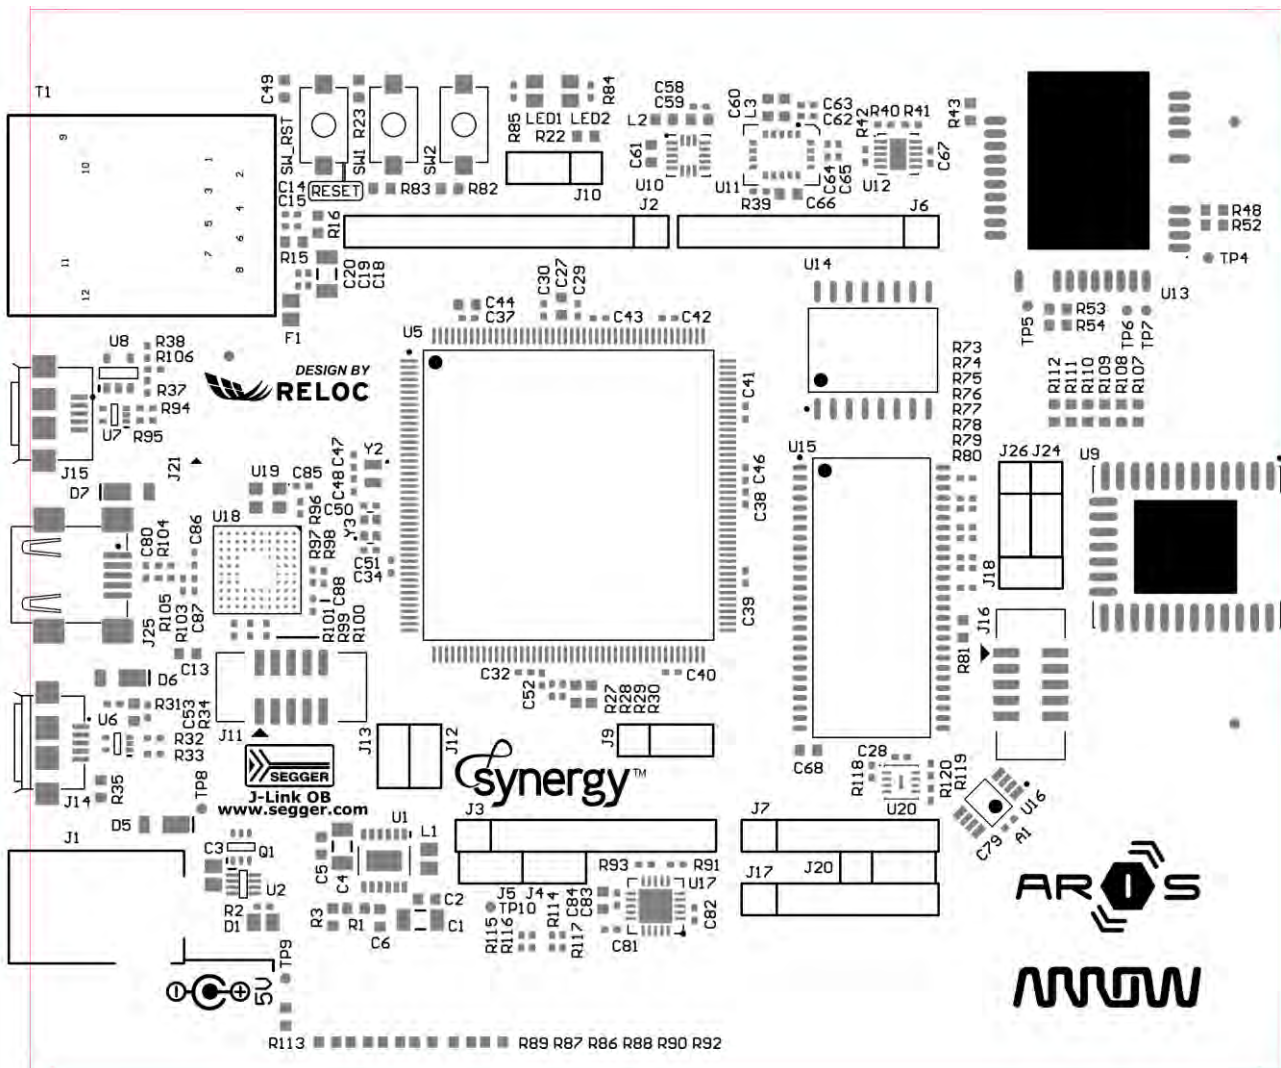 T1
C49
SW_RST
R23
SW1
SW2
R85
LED1 LED2
R84
R22
C58
C59
L2
C61
U10
C60
L3
C63
C62
U11
C64
C65
R39
C66
R42
R40 R41
U12
C67
R43
9
10
11
12
1
2
3
4
5
6
7
8
C14
C15
RESET
R83
R82
J10
J2
J6
R16
R15
C20
C19
C18
F1
R48
R52
TP4
U13
TP5
R53
R54
TP6
TP7
U14
C30
C27
C29
C44
C37
C43
C42
U5
U8
R38
R106
R37
R94
U7
R95
J15
DESIGN BY
RELOC
C41
R73
R74
R75
R76
R77
R78
R79
R80
R112
R111
R110
R109
R108
R107
J21
D7
U19
C85
C47
C48
Y2
C50
R96
Y3
U18
R97
R98
C51
C34
C46
C38
U15
J26 J24
U9
C80
R104
C86
C88
R105
R103
C87
J25
R101
R99
R100
C39
J18
J16
R81
C13
D6
C32
C52
R27
R28
R29
R30
C40
R31
C53
R34
U6
R32
R33
J11
J13
J12
J9
J14
R35
TP8
SEGGER
J-Link OB
www.segger.com
synergy™
C68
C28
R118
U20
R120
R119
U16
C79
A1
D5
J1
C3
Q1
U2
R2
D1
U1
L1
C5
C4
J3
J5 J4
R93
R91
J7
J17
J20
R3
R1
C6
C2
C1
TP10
R115
R116
R114
R117
C84
C83
U17
C82
C81
ARIS
ARROW
TP9
5V
R113
R89 R87 R86 R88 R90 R92